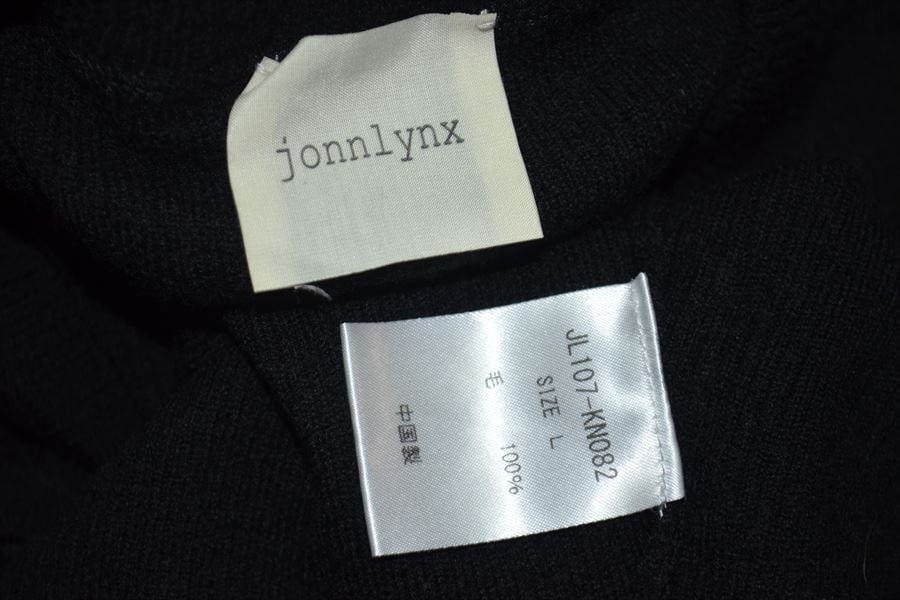 jonnlynx
JL107-KN082
SIZE L
毛 100%
中国製